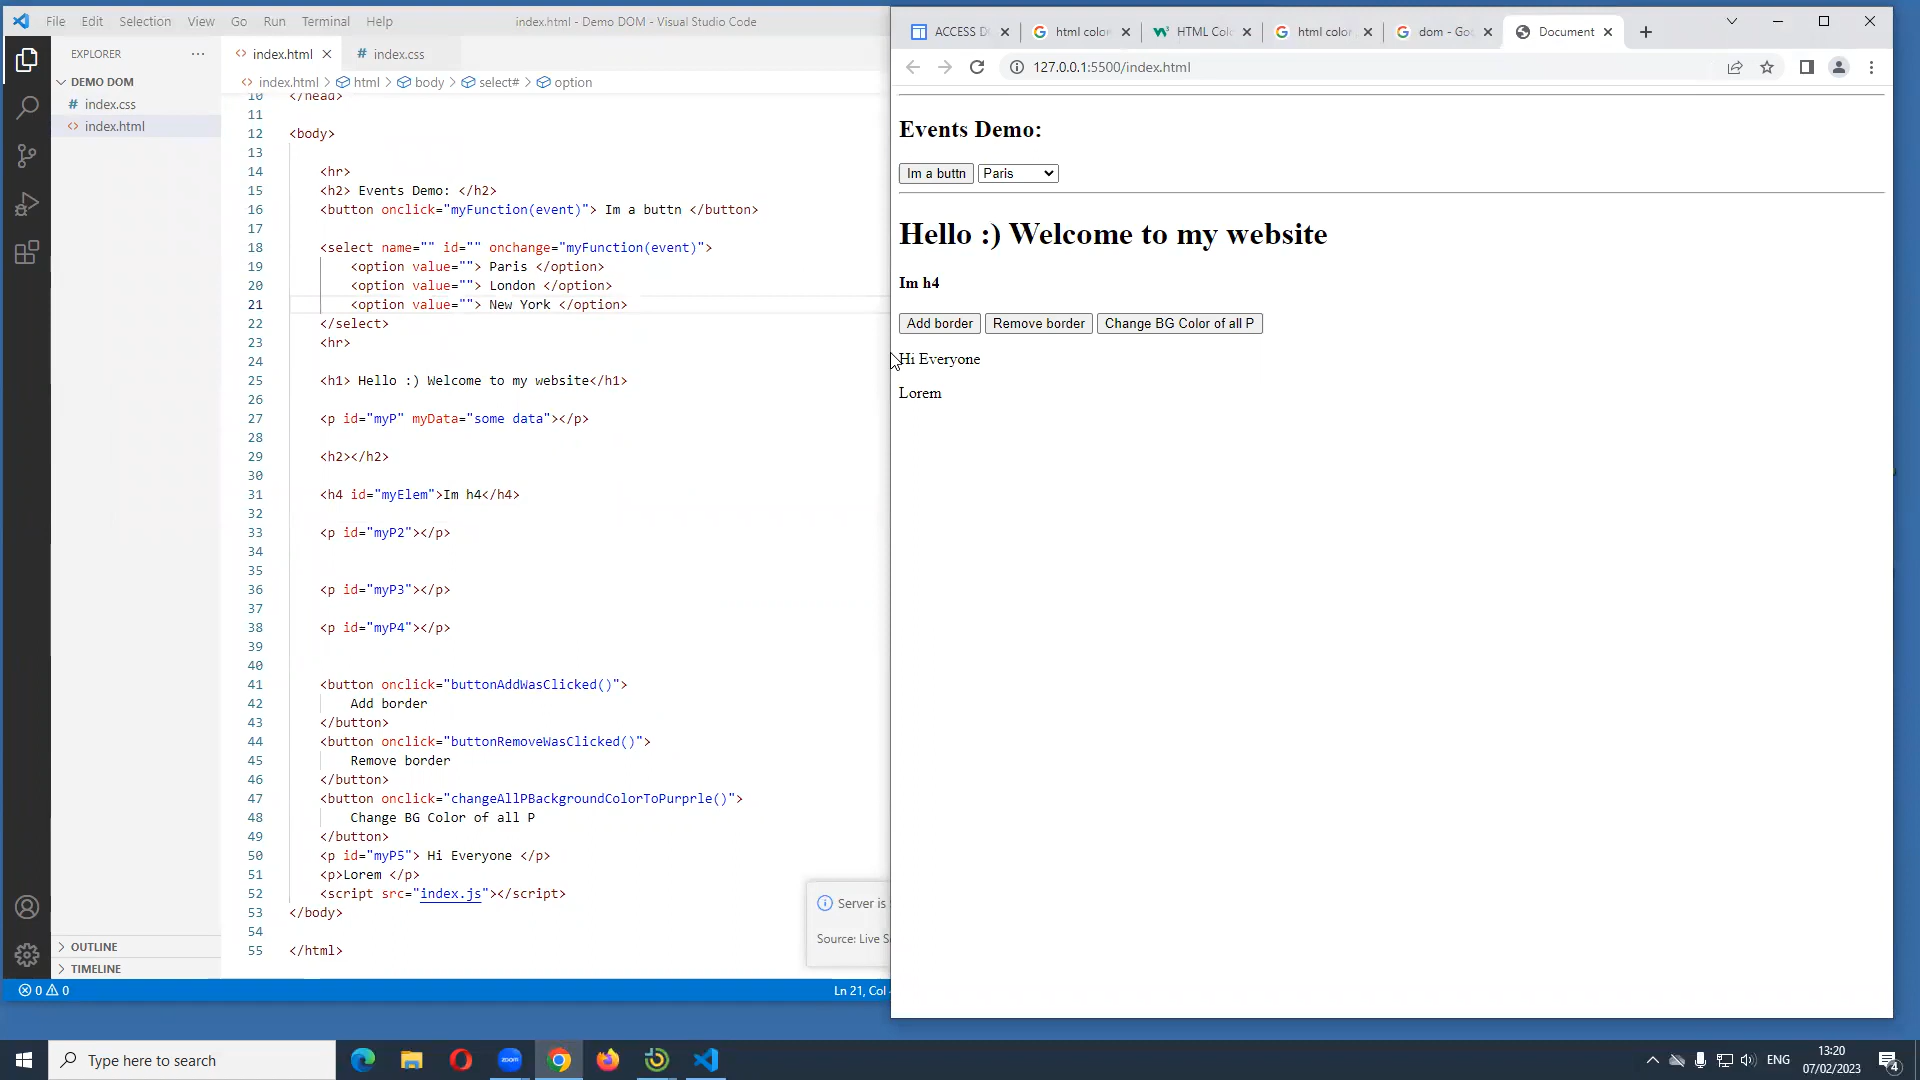 File Edit Selection View Go Run Terminal Help
index.html - Demo DOM - Visual Studio Code
EXPLORER
DEMO DOM
# index.css
<> index.html
OUTLINE
TIMELINE
<> index.html
# index.css
<> index.html > html > body > select# > option
10 </head>
11
12 <body>
13
14 <hr>
15 <h2> Events Demo: </h2>
16 <button onclick="myFunction(event)"> Im a buttn </button>
17
18 <select name="" id="" onchange="myFunction(event)">
19 <option value=""> Paris </option>
20 <option value=""> London </option>
21 <option value=""> New York </option>
22 </select>
23 <hr>
24
25 <h1> Hello :) Welcome to my website</h1>
26
27 <p id="myP" myData="some data"></p>
28
29 <h2></h2>
30
31 <h4 id="myElem">Im h4</h4>
32
33 <p id="myP2"></p>
34
35
36 <p id="myP3"></p>
37
38 <p id="myP4"></p>
39
40
41 <button onclick="buttonAddWasClicked()">
42 Add border
43 </button>
44 <button onclick="buttonRemoveWasClicked()">
45 Remove border
46 </button>
47 <button onclick="changeAllPBackgroundColorToPurprle()">
48 Change BG Color of all P
49 </button>
50 <p id="myP5"> Hi Everyone </p>
51 <p>Lorem </p>
52 <script src="index.js"></script>
53 </body>
54
55 </html>
Server is
Source: Live S
0 0
Ln 21, Col
ACCESS D
html color
HTML Col
html color
dom - Go
Document
127.0.0.1:5500/index.html
Events Demo:
Im a buttn
Paris
Hello :) Welcome to my website
Im h4
Add border
Remove border
Change BG Color of all P
Hi Everyone
Lorem
Type here to search
zoom
ENG
13:20
07/02/2023
4